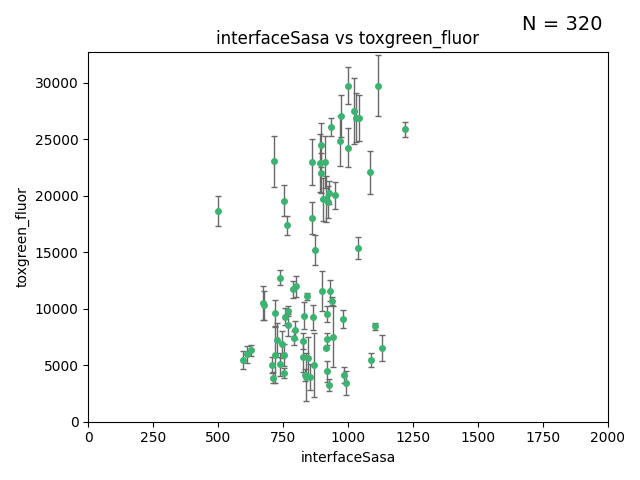 N = 320
interfaceSasa vs toxgreen_fluor
30000
25000
20000
15000
10000
5000
0
toxgreen_fluor
0 250 500 750 1000 1250 1500 1750 2000
interfaceSasa